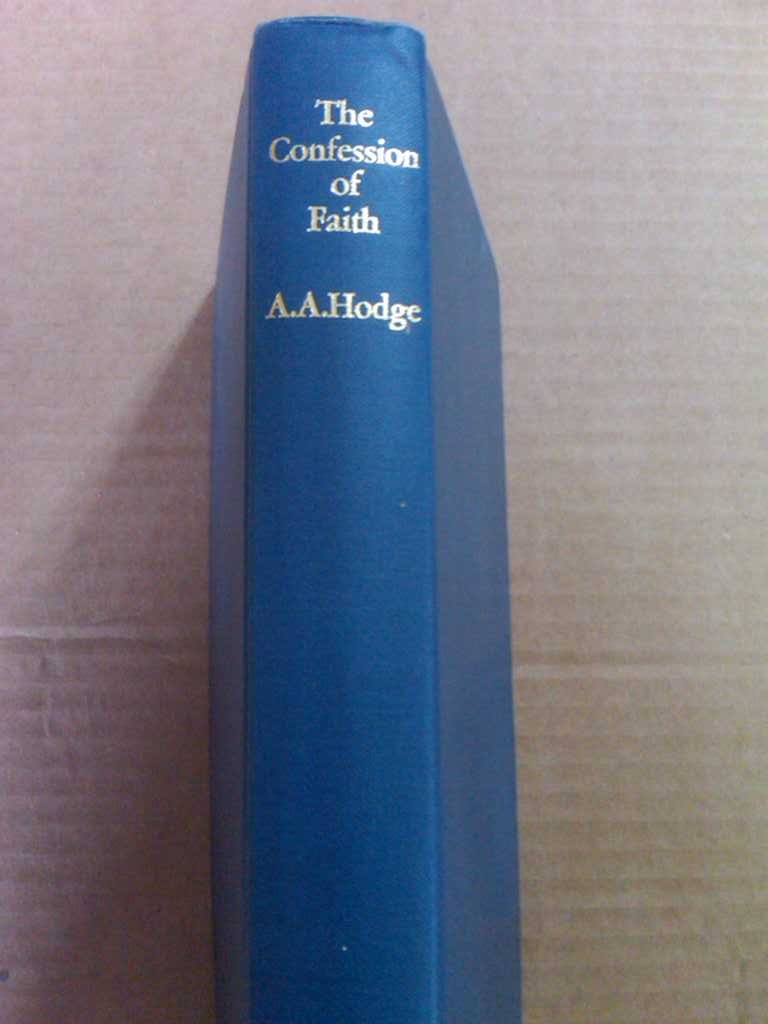 The
Confession
of
Faith
A.A.Hodge